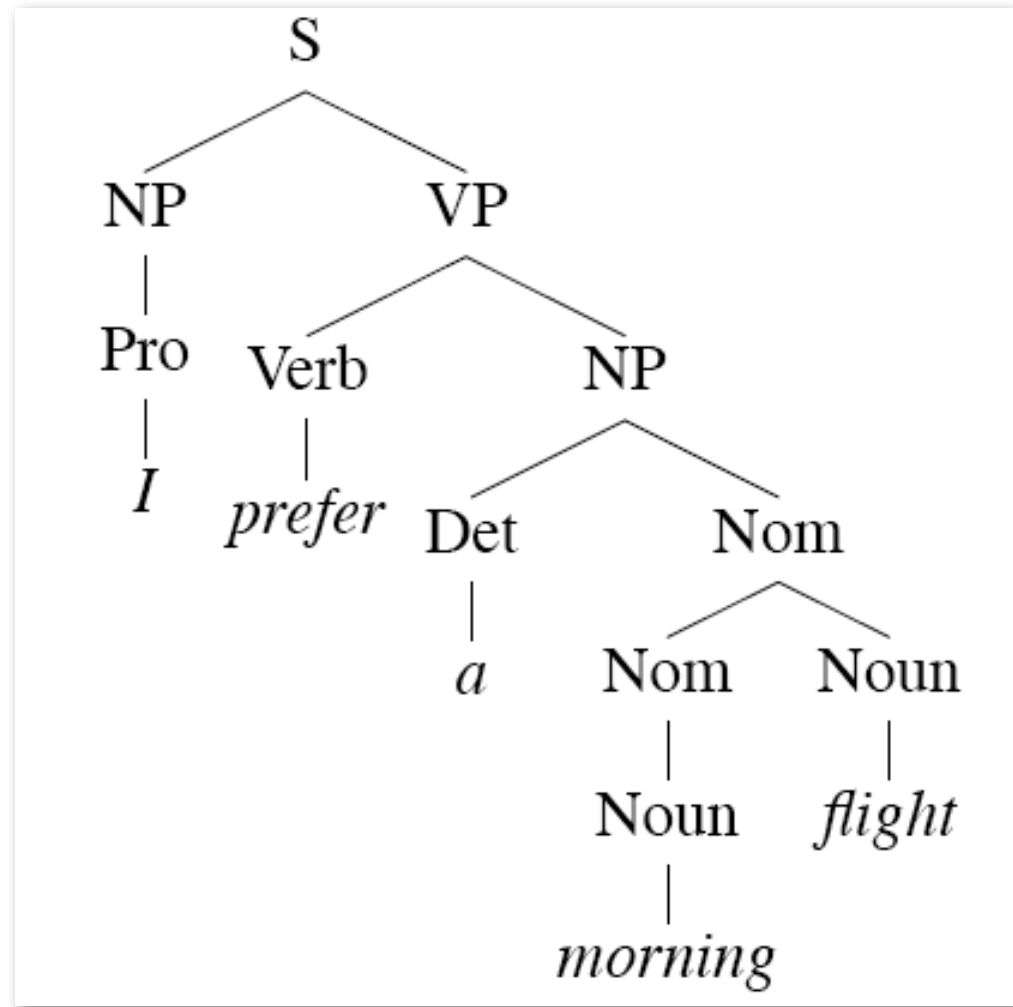 S
NP VP
Pro Verb NP
I prefer Det Nom
a Nom Noun
Noun flight
morning